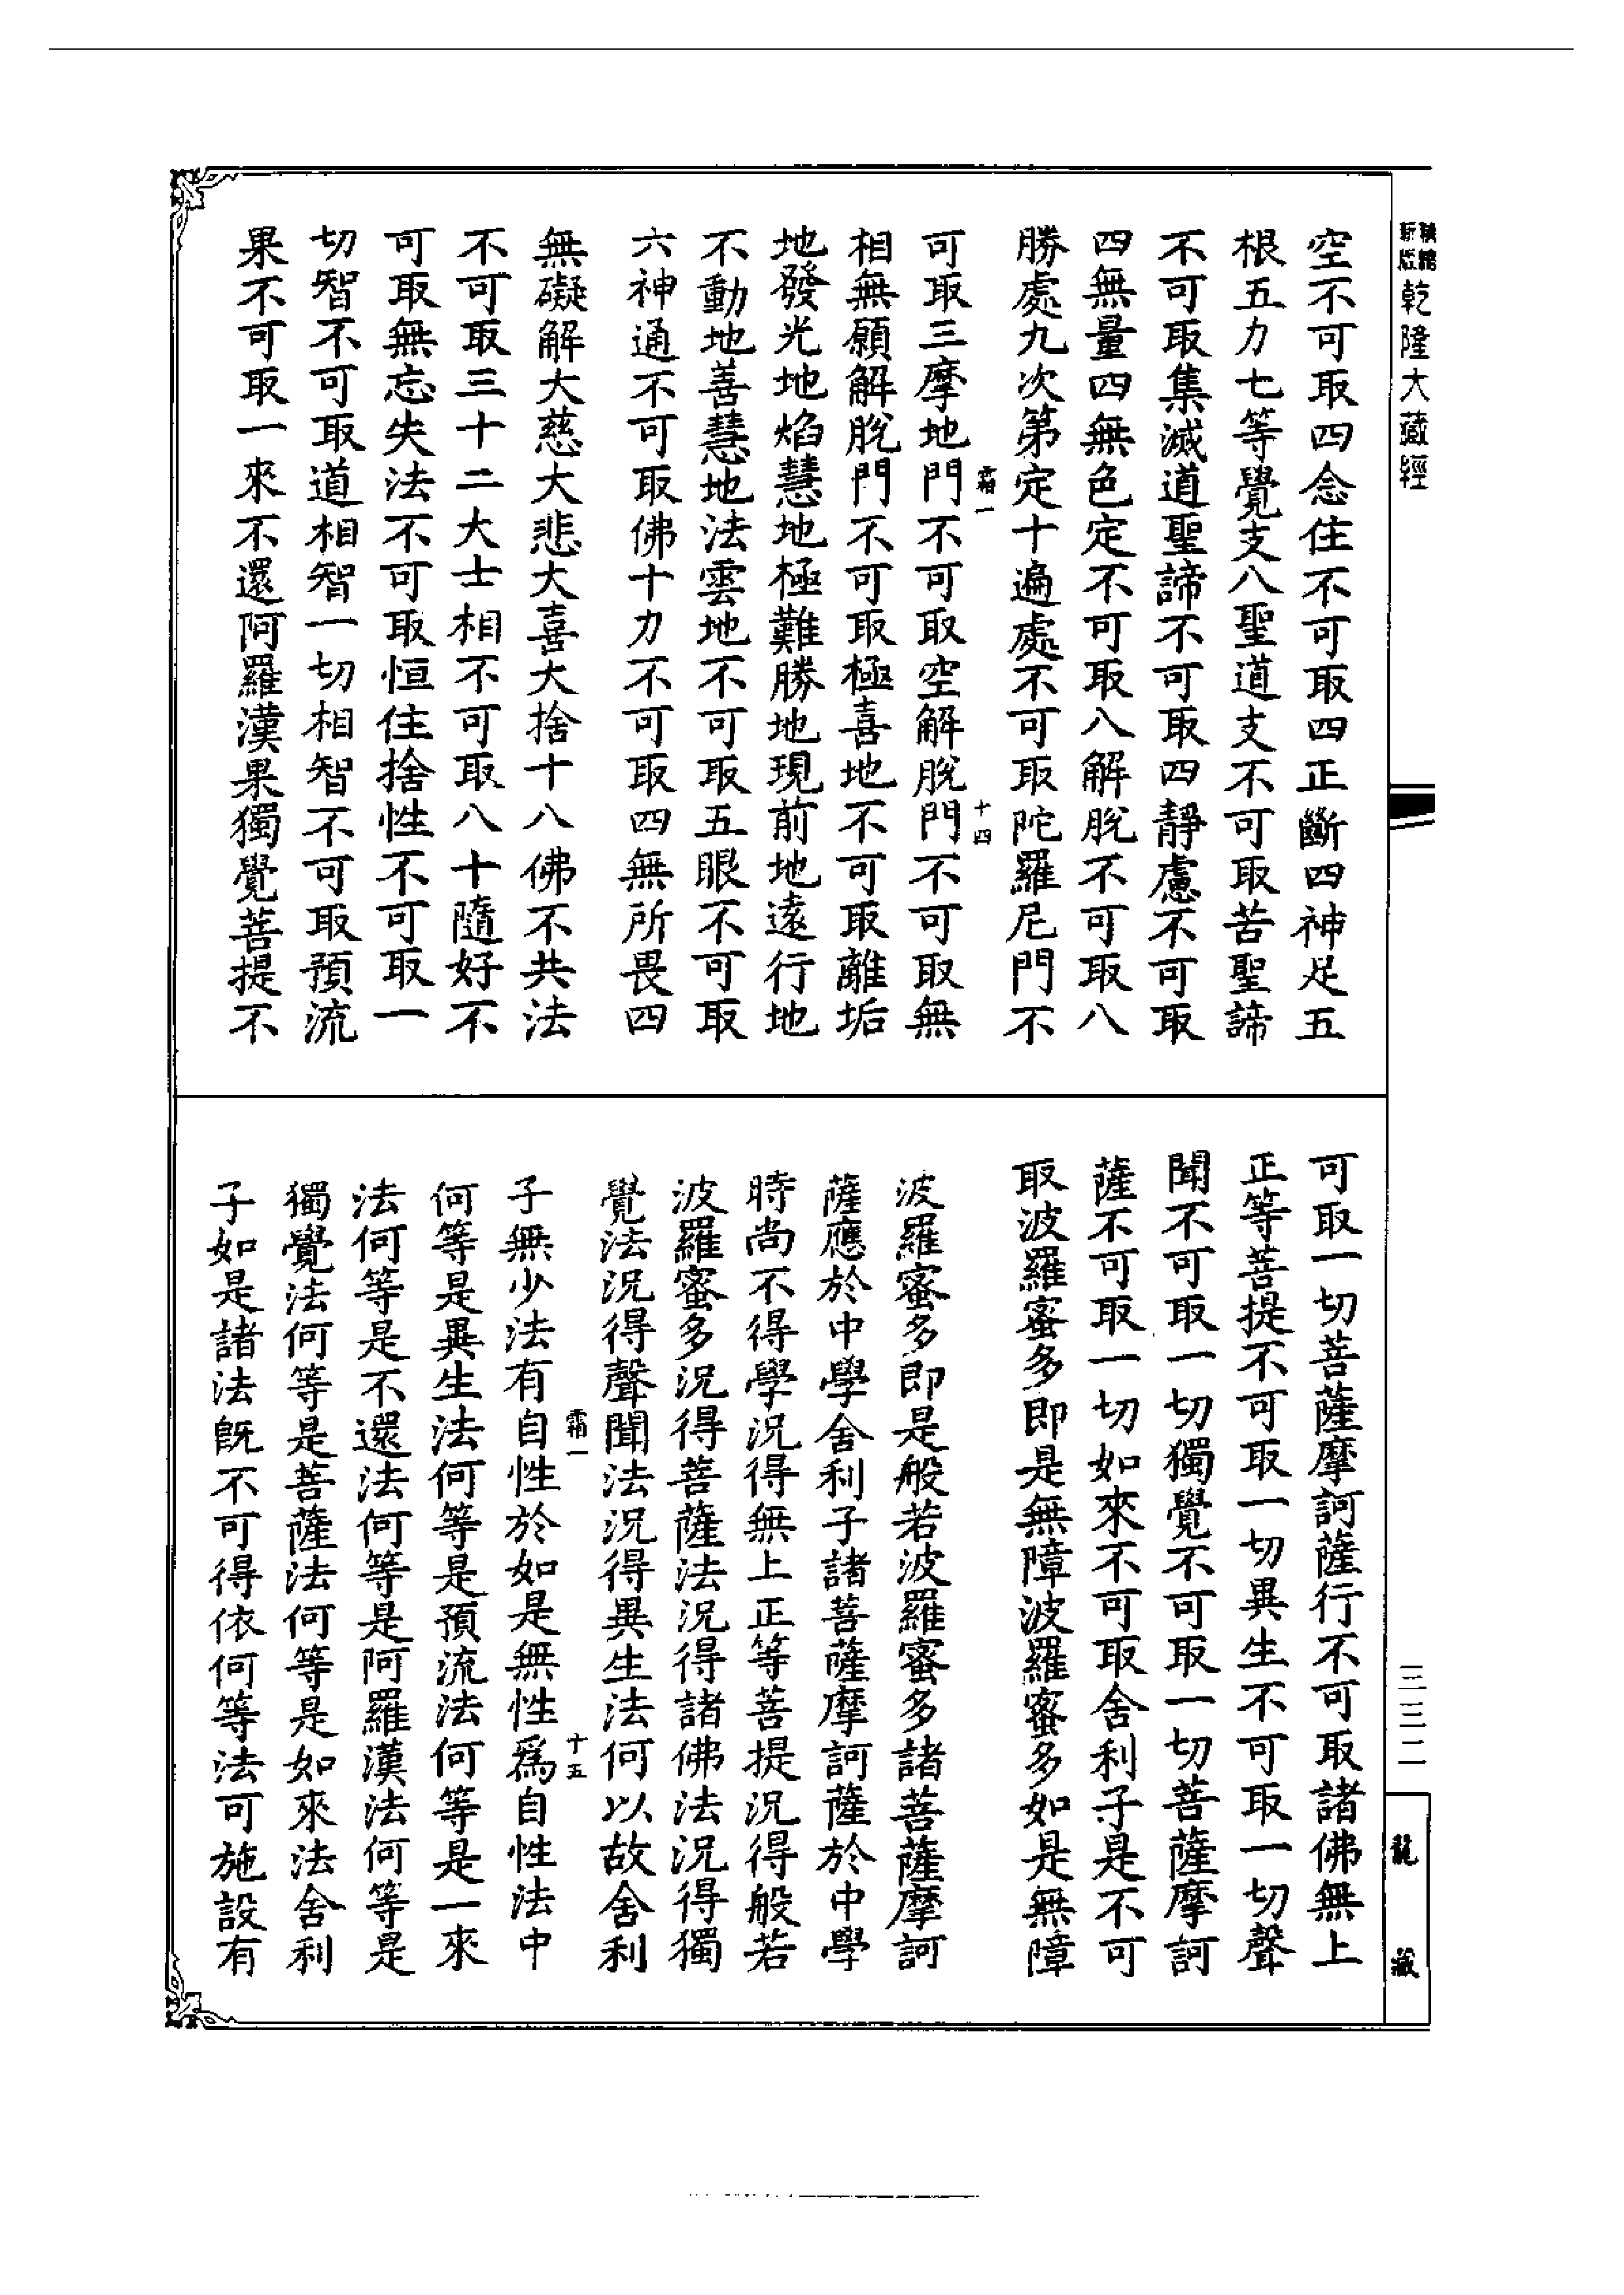 乾隆大藏經
空不可取四念住不可取四正斷四神足五
根五力七等覺支八聖道支不可取苦聖諦
不可取集滅道聖諦不可取四靜慮不可取
四無量四無色定不可取八解脫不可取八
勝處九次第定十遍處不可取陀羅尼門不
霜一
十四
可取三摩地門不可取空解脫門不可取無
相無願解脫門不可取極喜地不可取離垢
地發光地焰慧地極難勝地現前地遠行地
不動地善慧地法雲地不可取五眼不可取
六神通不可取佛十力不可取四無所畏四
無礙解大慈大悲大喜大捨十八佛不共法
不可取三十二大士相不可取八十隨好不
可取無忘失法不可取恒住捨性不可取一
切智不可取道相智一切相智不可取預流
果不可取一來不還阿羅漢果獨覺菩提不
可取一切菩薩摩訶薩行不可取諸佛無上
正等菩提不可取一切異生不可取一切聲
聞不可取一切獨覺不可取一切菩薩摩訶
薩不可取一切如來不可取舍利子是不可
取波羅蜜多即是無障波羅蜜多如是無障
波羅蜜多即是般若波羅蜜多諸菩薩摩訶
薩應於中學舍利子諸菩薩摩訶薩於中學
時尚不得學況得無上正等菩提況得般若
波羅蜜多況得菩薩法況得諸佛法況得獨
覺法況得聲聞法況得異生法何以故舍利
霜一
十五
子無少法有自性於如是無性爲自性法中
何等是異生法何等是預流法何等是一來
法何等是不還法何等是阿羅漢法何等是
獨覺法何等是菩薩法何等是如來法舍利
子如是諸法既不可得依何等法可施設有
三三二
龍藏